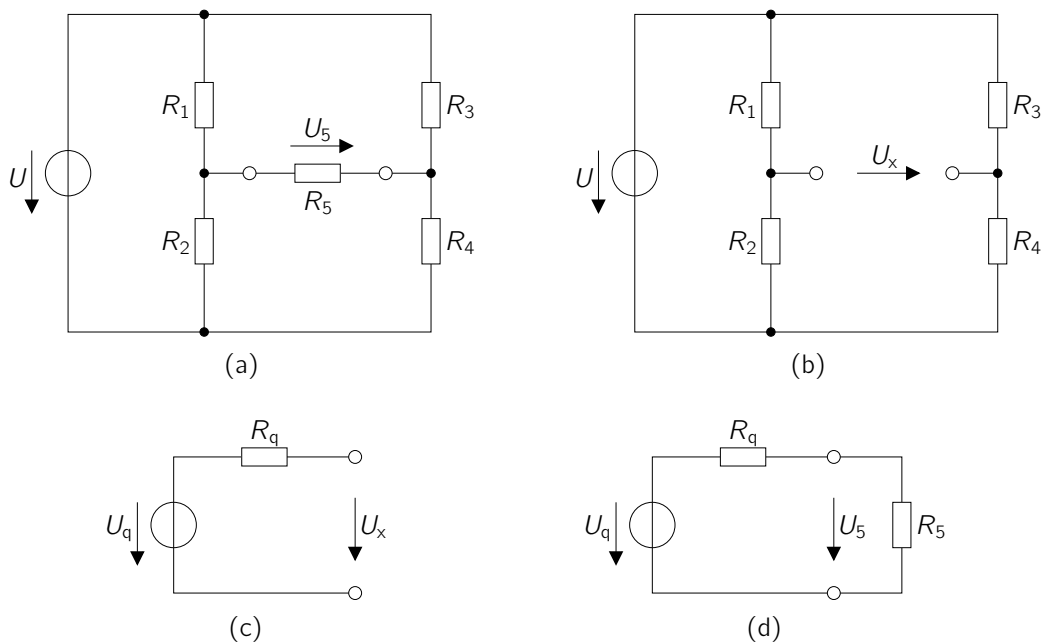 R1 R3
U5
U
R5
R2 R4
(a)
R1 R3
Ux
U
R2 R4
(b)
Rq
Uq Ux
(c)
Rq
Uq U5 R5
(d)